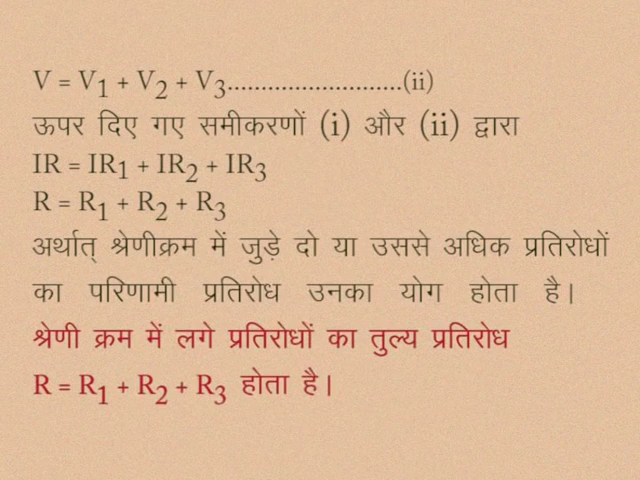 V = V1 + V2 + V3..........................(ii)
ऊपर दिए गए समीकरणों (i) और (ii) द्वारा
IR = IR1 + IR2 + IR3
R = R1 + R2 + R3
अर्थात् श्रेणीक्रम में जुड़े दो या उससे अधिक प्रतिरोधों
का परिणामी प्रतिरोध उनका योग होता है।
श्रेणी क्रम में लगे प्रतिरोधों का तुल्य प्रतिरोध
R = R1 + R2 + R3 होता है।